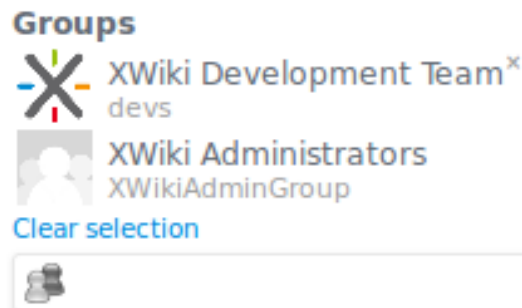 Groups
XWiki Development Team ×
devs
XWiki Administrators
XWikiAdminGroup
Clear selection